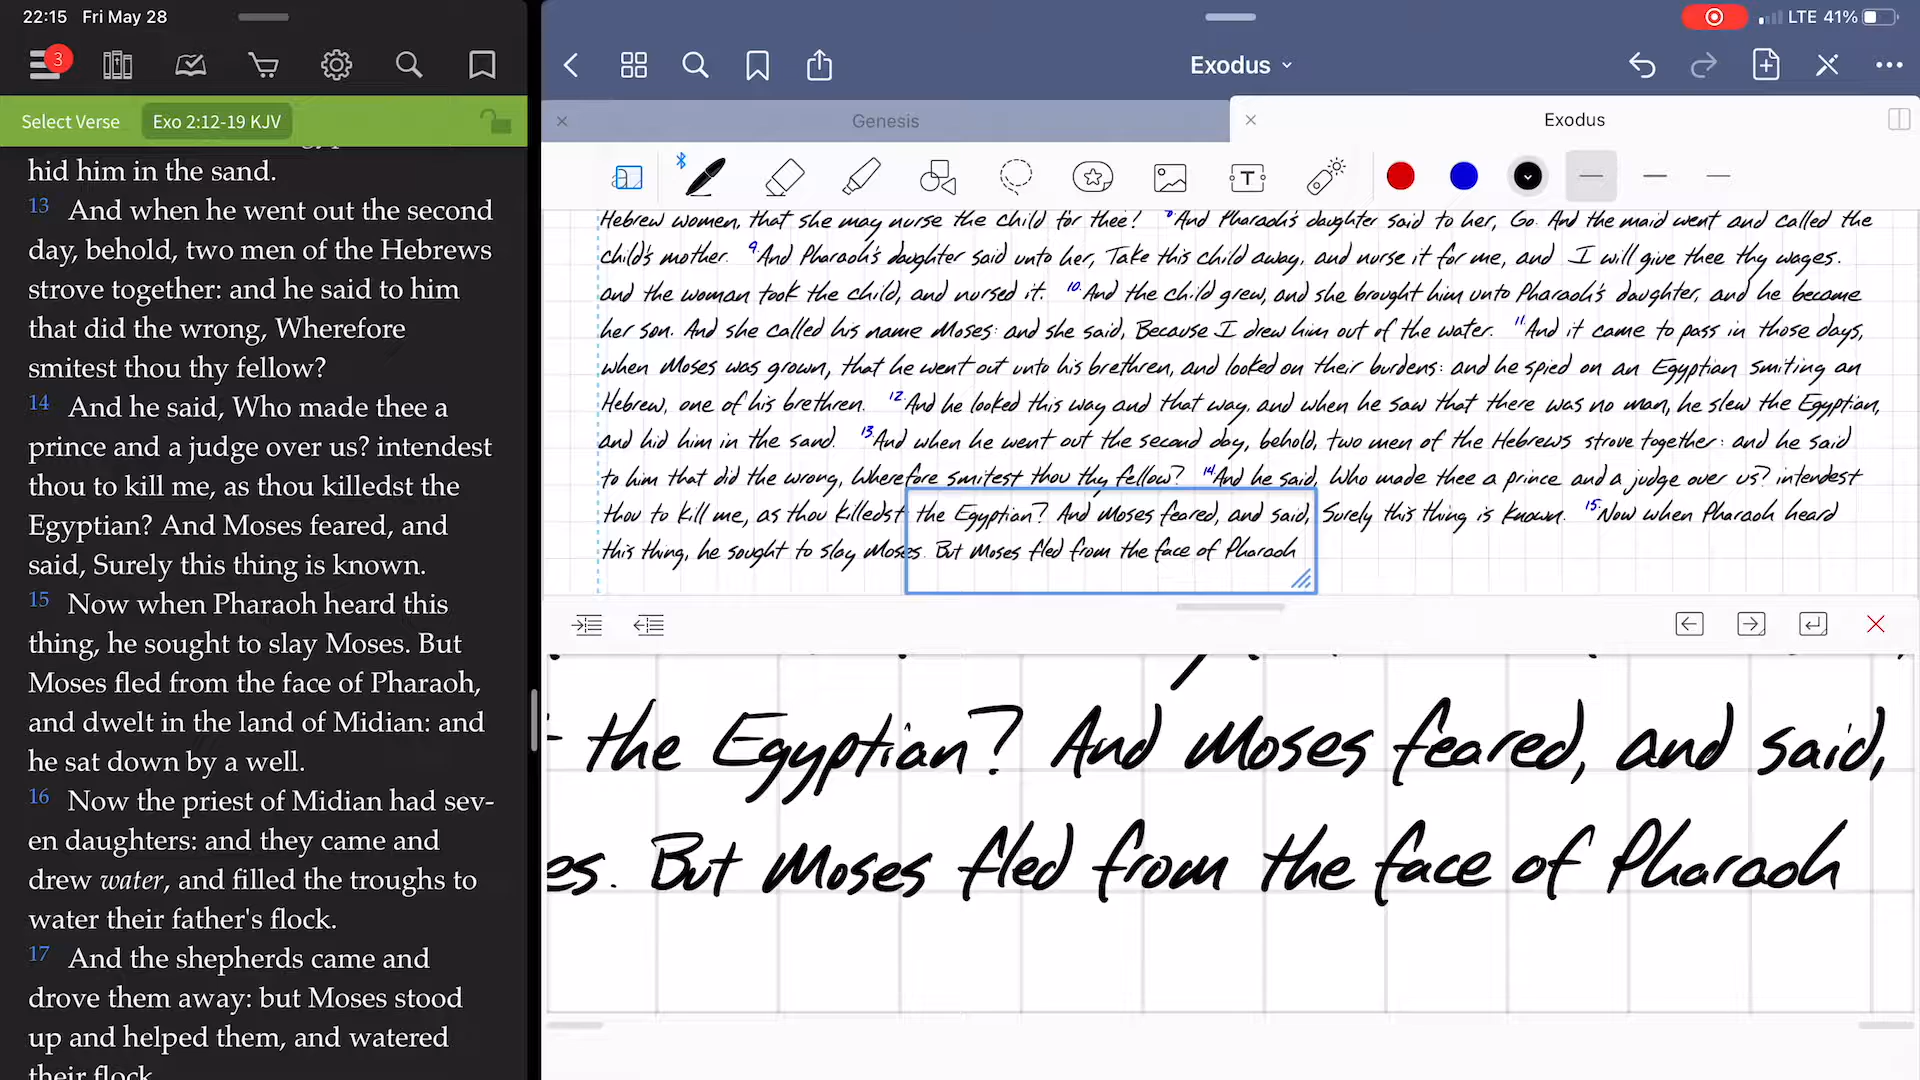 22:15 Fri May 28
3
Select Verse Exo 2:12-19 KJV
hid him in the sand.
13 And when he went out the second
day, behold, two men of the Hebrews
strove together: and he said to him
that did the wrong, Wherefore
smitest thou thy fellow?
14 And he said, Who made thee a
prince and a judge over us? intendest
thou to kill me, as thou killedst the
Egyptian? And Moses feared, and
said, Surely this thing is known.
15 Now when Pharaoh heard this
thing, he sought to slay Moses. But
Moses fled from the face of Pharaoh,
and dwelt in the land of Midian: and
he sat down by a well.
16 Now the priest of Midian had sev-
en daughters: and they came and
drew water, and filled the troughs to
water their father's flock.
17 And the shepherds came and
drove them away: but Moses stood
up and helped them, and watered
their flock.
LTE 41%
Exodus
Genesis
Exodus
T
Hebrew women, that she may nurse the child for thee? 8. And Pharaoh's daughter said to her, Go. And the maid went and called the
child's mother. 9. And Pharaoh's daughter said unto her, Take this child away, and nurse it for me, and I will give thee thy wages.
and the woman took the child, and nursed it. 10. And the child grew, and she brought him unto Pharaoh's daughter, and he became
her son. And she called his name Moses: and she said, Because I drew him out of the water. 11. And it came to pass in those days,
when Moses was grown, that he went out unto his brethren, and looked on their burdens: and he spied on an Egyptian smiting an
Hebrew, one of his brethren. 12. And he looked this way and that way, and when he saw that there was no man, he slew the Egyptian,
and hid him in the sand. 13. And when he went out the second day, behold, two men of the Hebrews strove together: and he said
to him that did the wrong, Wherefore smitest thou thy fellow? 14. And he said, Who made thee a prince and a judge over us? intendest
thou to kill me, as thou killedst the Egyptian? And Moses feared, and said, Surely this thing is known. 15. Now when Pharaoh heard
this thing, he sought to slay Moses. But Moses fled from the face of Pharaoh
the Egyptian? And Moses feared, and said,
es. But Moses fled from the face of Pharaoh